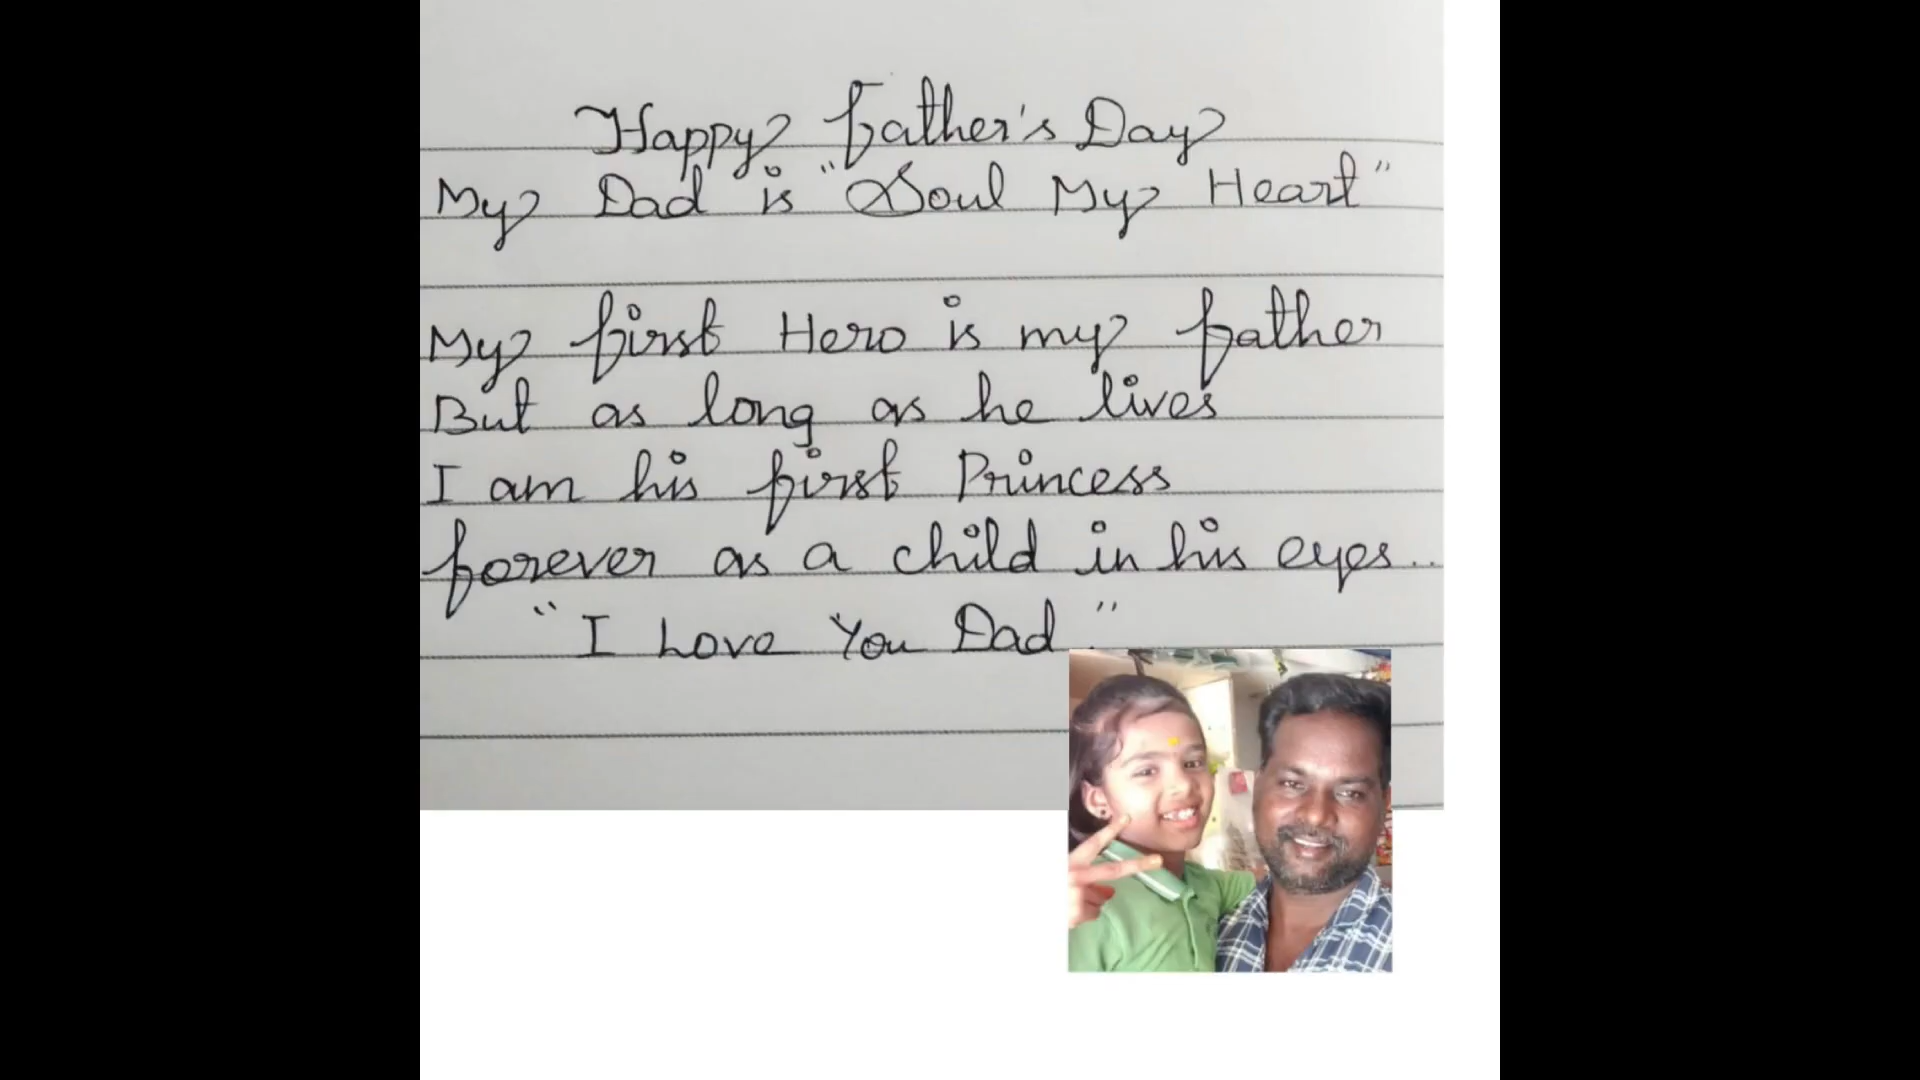 Happy Father's Day
My Dad is "Soul My Heart"
My first Hero is my father
But as long as he lives
I am his first Princess
forever as a child in his eyes..
"I Love You Dad."